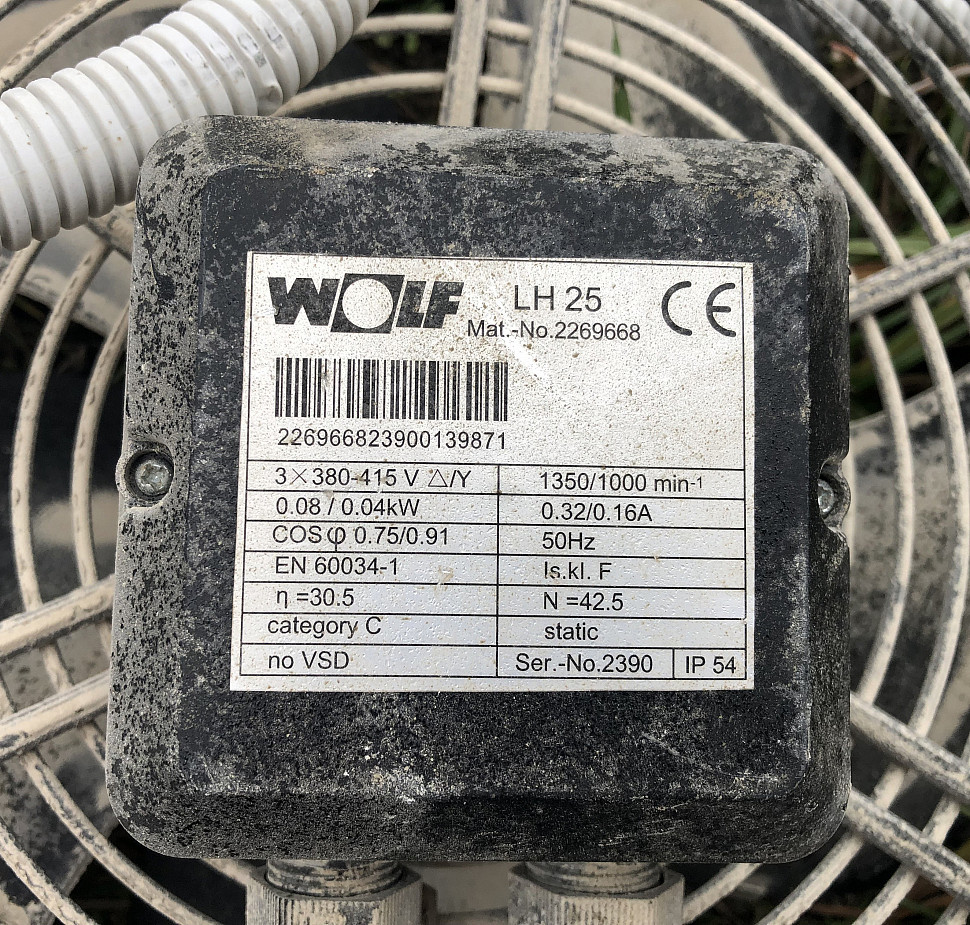 WOLF LH 25 CE
Mat.-No.2269668
226966823900139871
3×380-415 V △/Y 1350/1000 min-1
0.08 / 0.04kW 0.32/0.16A
COS φ 0.75/0.91 50Hz
EN 60034-1 Is.kl. F
η =30.5 N =42.5
category C static
no VSD Ser.-No.2390 IP 54